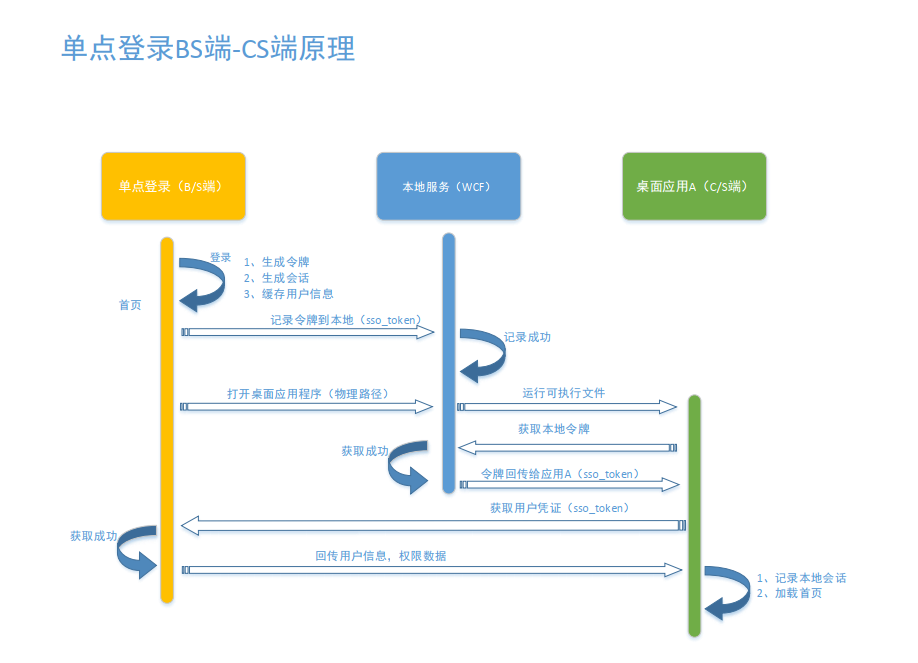 单点登录BS端-CS端原理
单点登录（B/S端）
本地服务（WCF）
桌面应用A（C/S端）
登录
1、生成令牌
2、生成会话
3、缓存用户信息
首页
记录令牌到本地（sso_token）
记录成功
打开桌面应用程序（物理路径）
运行可执行文件
获取本地令牌
获取成功
令牌回传给应用A（sso_token）
获取用户凭证（sso_token）
获取成功
回传用户信息，权限数据
1、记录本地会话
2、加载首页